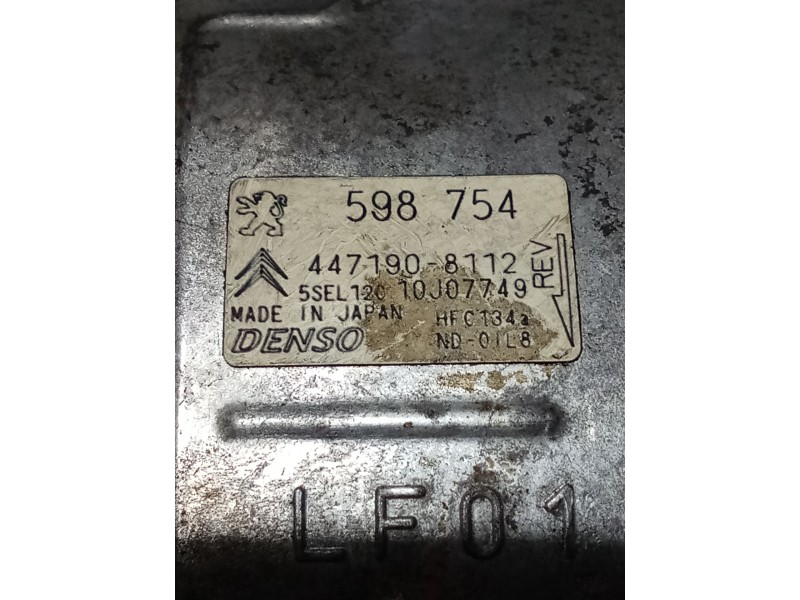 598 754
447190-8112
5SEL12C 10J07749
REV
MADE IN JAPAN HFC134a
DENSO ND-OIL8
LF01